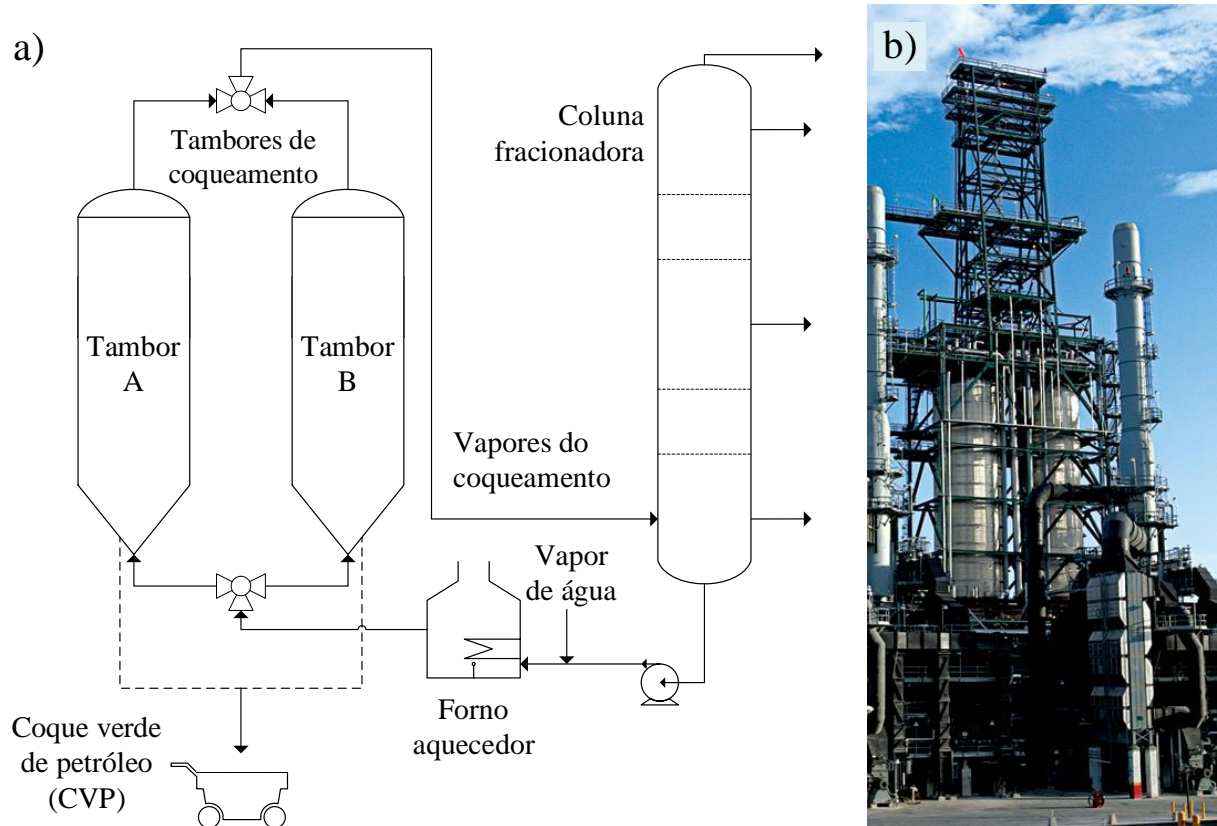 a)
b)
Tambores de
coqueamento
Coluna
fracionadora
Tambor
A
Tambor
B
Vapores do
coqueamento
Vapor
de água
Forno
aquecedor
Coque verde
de petróleo
(CVP)